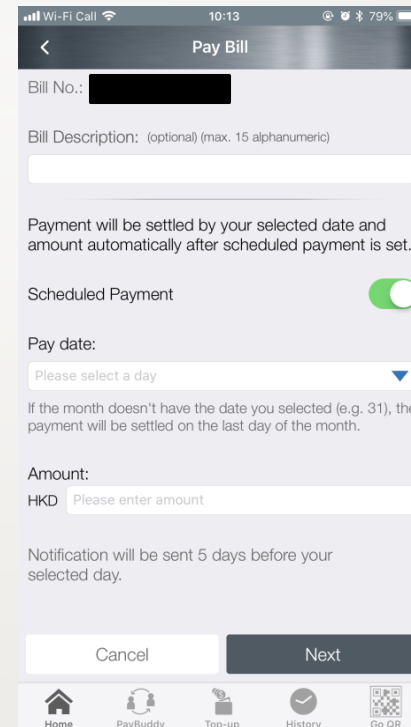 Wi-Fi Call 10:13 79%
Pay Bill
Bill No.:
Bill Description: (optional) (max. 15 alphanumeric)
Payment will be settled by your selected date and
amount automatically after scheduled payment is set.
Scheduled Payment
Pay date:
Please select a day
If the month doesn't have the date you selected (e.g. 31), the
payment will be settled on the last day of the month.
Amount:
HKD Please enter amount
Notification will be sent 5 days before your
selected day.
Cancel Next
Home PayBuddy Top-up History Go QR